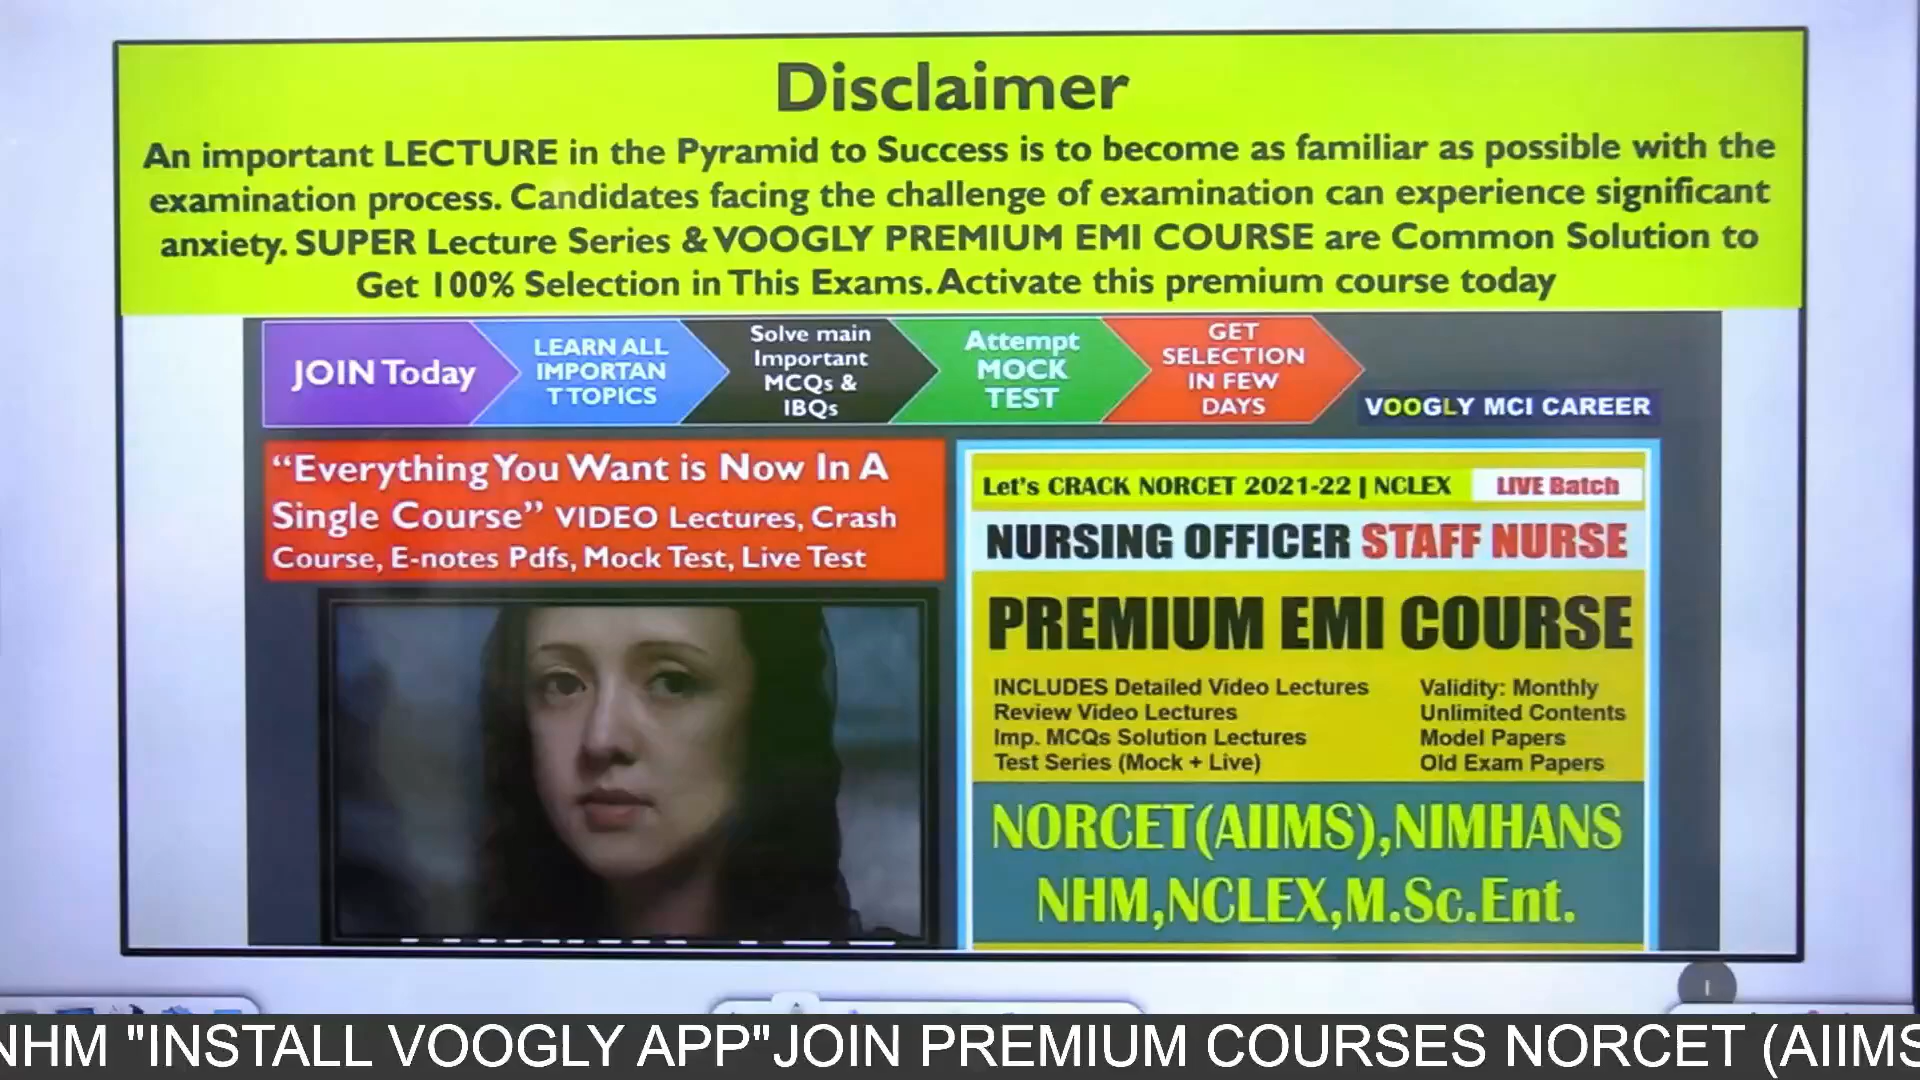 Disclaimer
An important LECTURE in the Pyramid to Success is to become as familiar as possible with the
examination process. Candidates facing the challenge of examination can experience significant
anxiety. SUPER Lecture Series & VOOGLY PREMIUM EMI COURSE are Common Solution to
Get 100% Selection in This Exams. Activate this premium course today
JOIN Today
LEARN ALL
IMPORTAN
T TOPICS
Solve main
Important
MCQs &
IBQs
Attempt
MOCK
TEST
GET
SELECTION
IN FEW
DAYS
VOOGLY MCI CAREER
“Everything You Want is Now In A
Single Course” VIDEO Lectures, Crash
Course, E-notes Pdfs, Mock Test, Live Test
Let's CRACK NORCET 2021-22 | NCLEX LIVE Batch
NURSING OFFICER STAFF NURSE
PREMIUM EMI COURSE
INCLUDES Detailed Video Lectures
Review Video Lectures
Imp. MCQs Solution Lectures
Test Series (Mock + Live)
Validity: Monthly
Unlimited Contents
Model Papers
Old Exam Papers
NORCET(AIIMS),NIMHANS
NHM,NCLEX,M.Sc.Ent.
1
NHM "INSTALL VOOGLY APP"JOIN PREMIUM COURSES NORCET (AIIMS